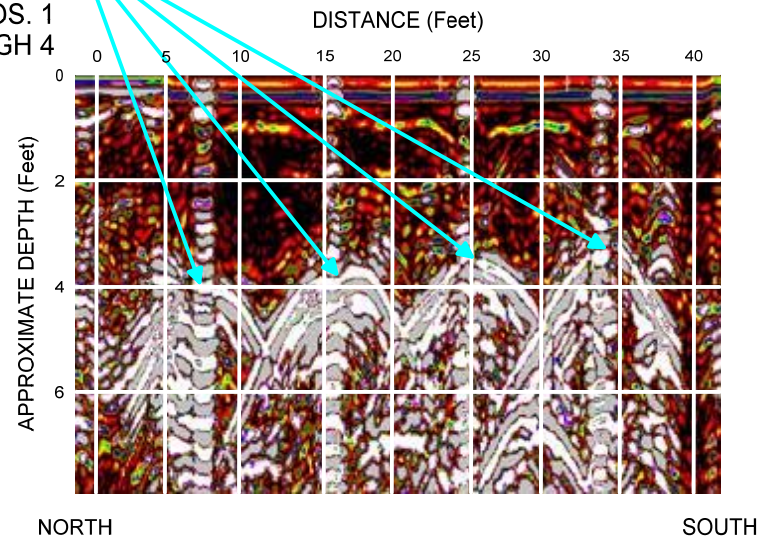 OS. 1
GH 4
DISTANCE (Feet)
0 5 10 15 20 25 30 35 40
APPROXIMATE DEPTH (Feet)
0
2
4
6
NORTH
SOUTH